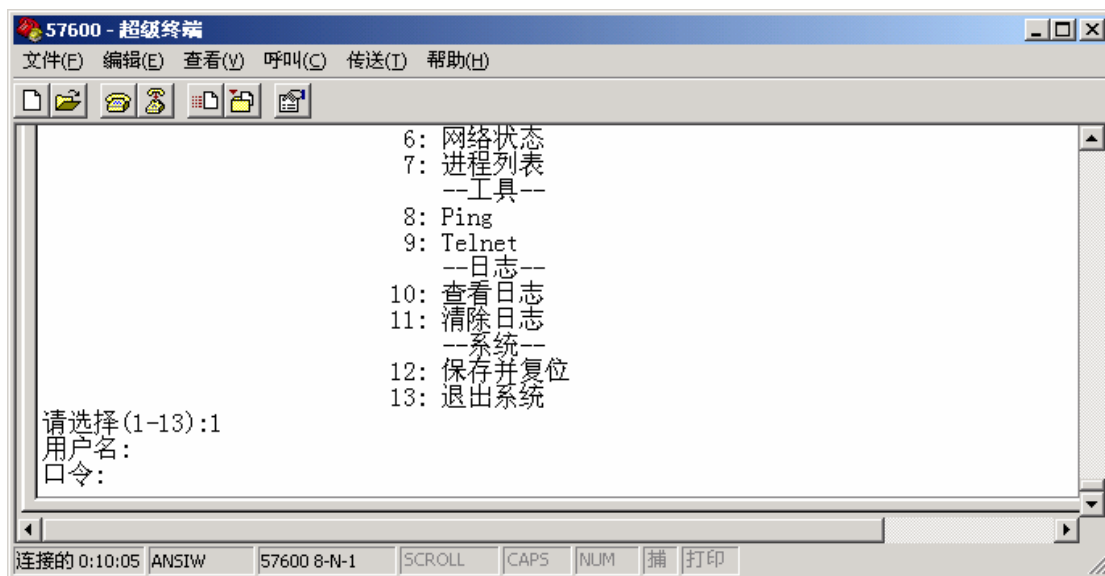 57600 - 超级终端
文件(F) 编辑(E) 查看(V) 呼叫(C) 传送(T) 帮助(H)
6: 网络状态
7: 进程列表
--工具--
8: Ping
9: Telnet
--日志--
10: 查看日志
11: 清除日志
--系统--
12: 保存并复位
13: 退出系统
请选择(1-13):1
用户名:
口令:
连接的 0:10:05 ANSIW 57600 8-N-1 SCROLL CAPS NUM 捕 打印